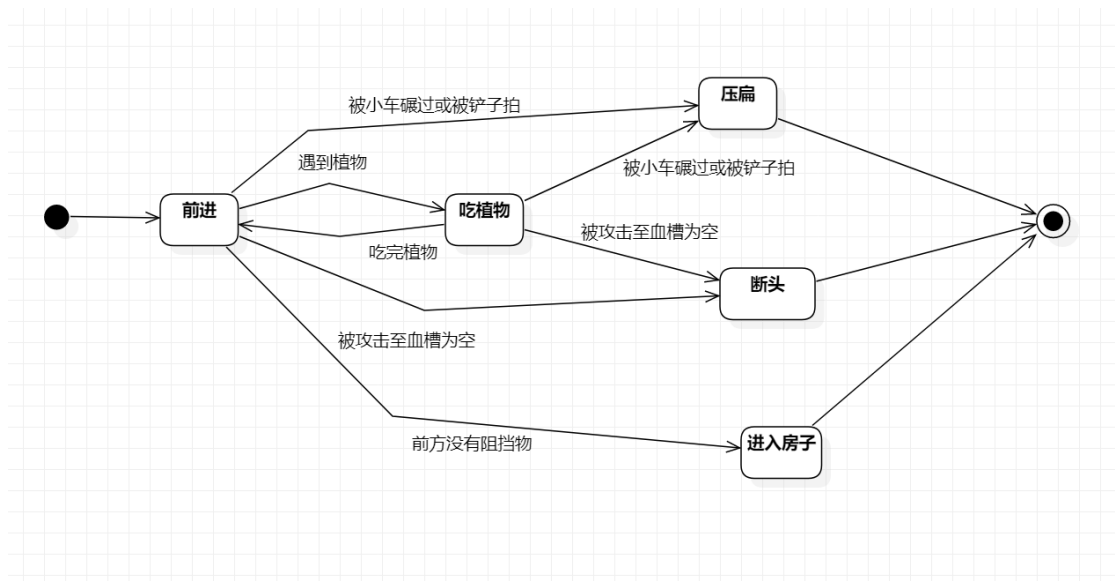 压扁
被小车碾过或被铲子拍
遇到植物
被小车碾过或被铲子拍
前进
吃植物
被攻击至血槽为空
吃完植物
断头
被攻击至血槽为空
前方没有阻挡物
进入房子